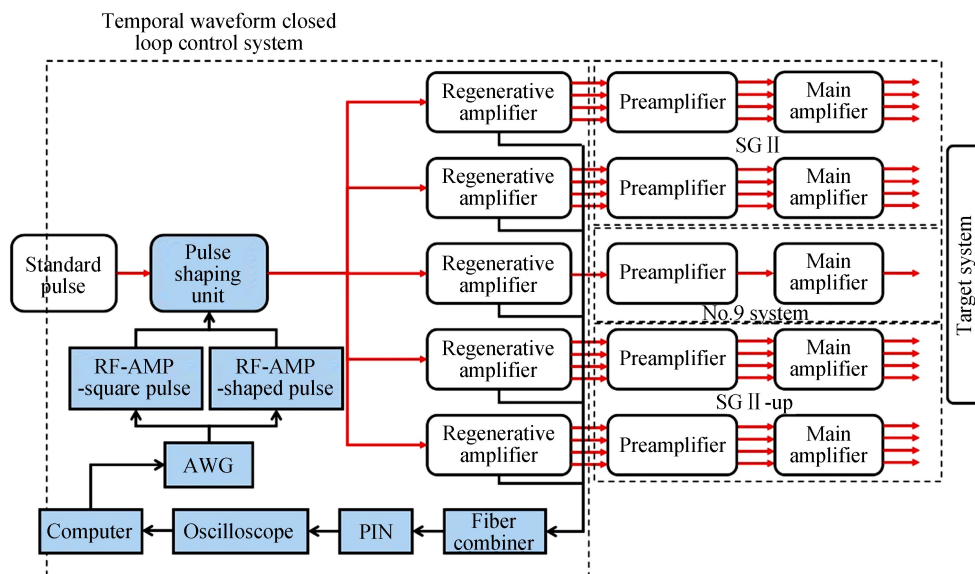 Temporal waveform closed
loop control system
Regenerative
amplifier
Preamplifier
Main
amplifier
SG II
Regenerative
amplifier
Preamplifier
Main
amplifier
Standard
pulse
Pulse
shaping
unit
Regenerative
amplifier
Preamplifier
Main
amplifier
No.9 system
Target system
RF-AMP
-square pulse
RF-AMP
-shaped pulse
Regenerative
amplifier
Preamplifier
Main
amplifier
SG II -up
AWG
Regenerative
amplifier
Preamplifier
Main
amplifier
Computer
Oscilloscope
PIN
Fiber
combiner